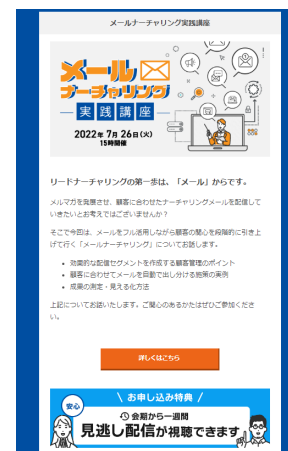 メールナーチャリング実践講座
メール
ナーチャリング
実践講座
2022年 7月 26日(火)
15時開催
リードナーチャリングの第一歩は、「メール」からです。
メルマガを発展させ、顧客に合わせたナーチャリングメールを配信して
いきたいとお考えではございませんか？
そこで今回は、メールをフル活用しながら顧客の関心を段階的に引き上
げて行く「メールナーチャリング」についてお話します。
• 効果的な配信セグメントを作成する顧客管理のポイント
• 顧客に合わせてメールを自動で出し分ける施策の実例
• 成果の測定・見える化方法
上記についてお話いたします。ご関心のあるかたはぜひご参加くださ
い。
詳しくはこちら
\ お申し込み特典 /
安心
会期から一週間
見逃し配信が視聴できます